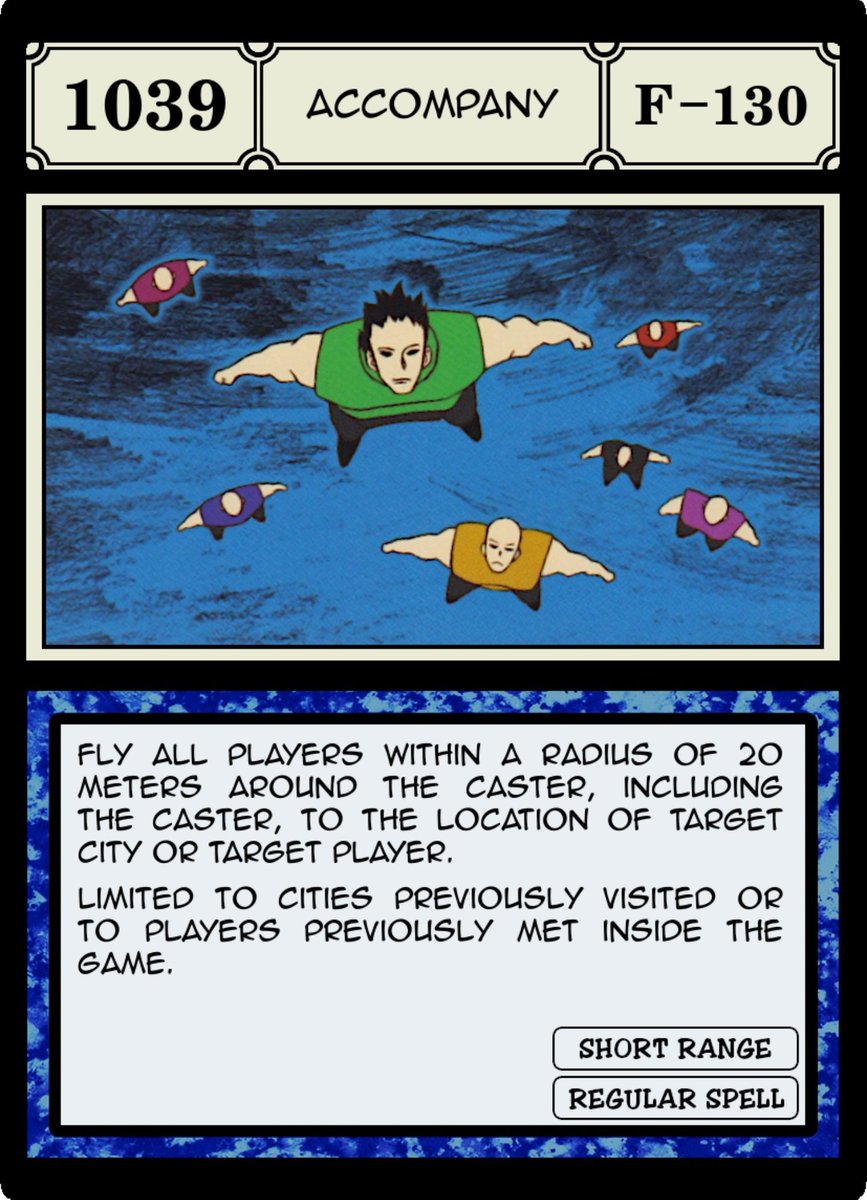 1039
ACCOMPANY
F-130
FLY ALL PLAYERS WITHIN A RADIUS OF 20
METERS AROUND THE CASTER, INCLUDING
THE CASTER, TO THE LOCATION OF TARGET
CITY OR TARGET PLAYER.
LIMITED TO CITIES PREVIOUSLY VISITED OR
TO PLAYERS PREVIOUSLY MET INSIDE THE
GAME.
SHORT RANGE
REGULAR SPELL